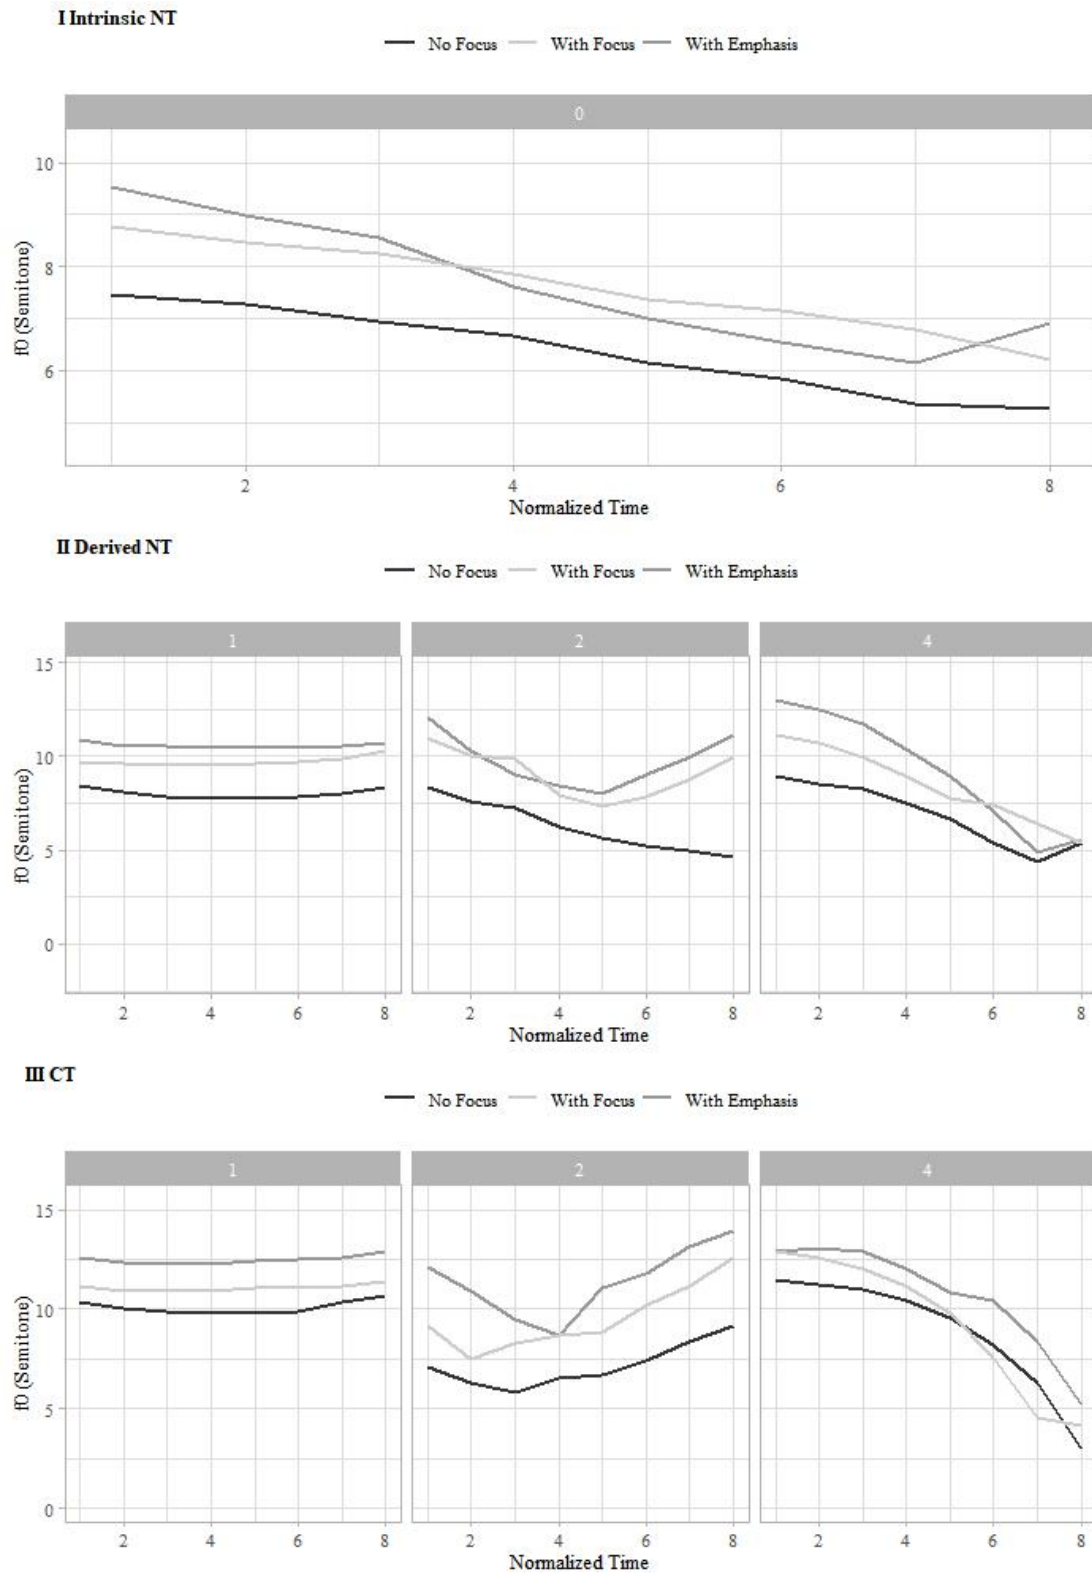 I Intrinsic NT
No Focus With Focus With Emphasis
0
10
8
6
f0 (Semitone)
2 4 6 8
Normalized Time
II Derived NT
No Focus With Focus With Emphasis
1 2 4
15
10
5
0
f0 (Semitone)
2 4 6 8 2 4 6 8 2 4 6 8
Normalized Time
III CT
No Focus With Focus With Emphasis
1 2 4
15
10
5
0
f0 (Semitone)
2 4 6 8 2 4 6 8 2 4 6 8
Normalized Time